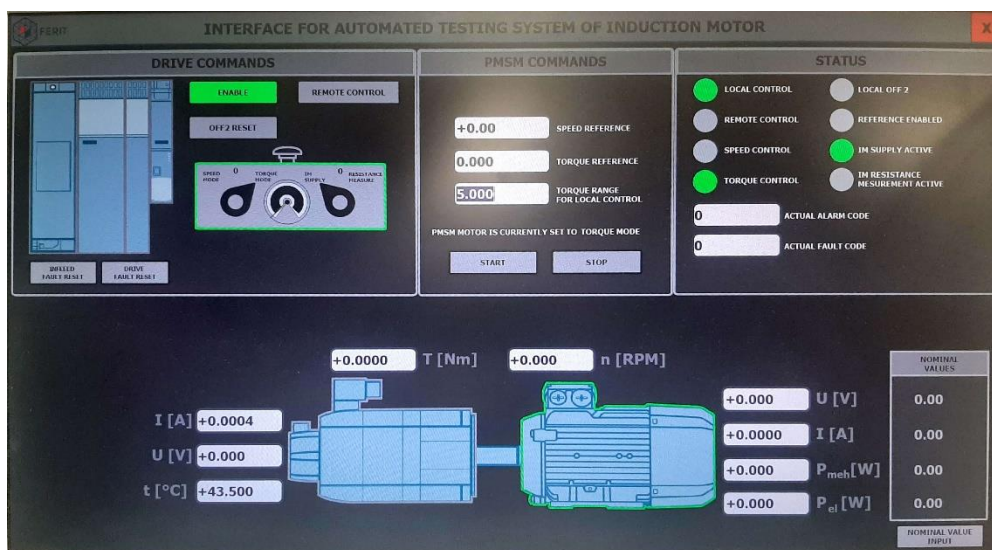 FERIT
INTERFACE FOR AUTOMATED TESTING SYSTEM OF INDUCTION MOTOR
X
DRIVE COMMANDS
ENABLE
REMOTE CONTROL
OFF2 RESET
SPEED MODE
0
TORQUE MODE
IM SUPPLY
0
RESISTANCE MEASURE
INFEED FAULT RESET
DRIVE FAULT RESET
PMSM COMMANDS
+0.00 SPEED REFERENCE
0.000 TORQUE REFERENCE
5.000 TORQUE RANGE
FOR LOCAL CONTROL
PMSM MOTOR IS CURRENTLY SET TO TORQUE MODE
START
STOP
STATUS
LOCAL CONTROL
LOCAL OFF 2
REMOTE CONTROL
REFERENCE ENABLED
SPEED CONTROL
IM SUPPLY ACTIVE
TORQUE CONTROL
IM RESISTANCE
MESUREMENT ACTIVE
0 ACTUAL ALARM CODE
0 ACTUAL FAULT CODE
+0.0000 T [Nm]
+0.000 n [RPM]
I [A] +0.0004
U [V] +0.000
t [°C] +43.500
+0.000 U [V]
+0.0000 I [A]
+0.000 Pmeh[W]
+0.000 Pel [W]
NOMINAL
VALUES
0.00
0.00
0.00
0.00
NOMINAL VALUE
INPUT